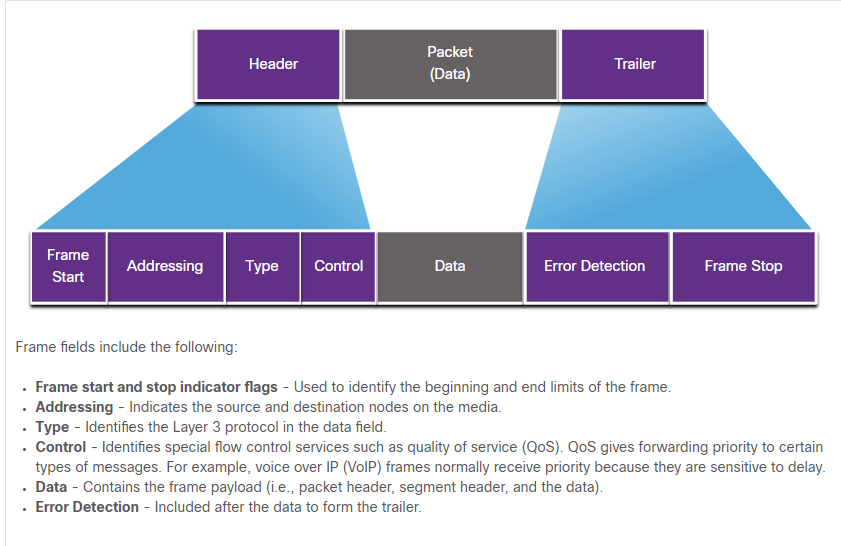 Header
Packet
(Data)
Trailer
Frame
Start
Addressing
Type
Control
Data
Error Detection
Frame Stop
Frame fields include the following:
• Frame start and stop indicator flags - Used to identify the beginning and end limits of the frame.
• Addressing - Indicates the source and destination nodes on the media.
• Type - Identifies the Layer 3 protocol in the data field.
• Control - Identifies special flow control services such as quality of service (QoS). QoS gives forwarding priority to certain
types of messages. For example, voice over IP (VoIP) frames normally receive priority because they are sensitive to delay.
• Data - Contains the frame payload (i.e., packet header, segment header, and the data).
• Error Detection - Included after the data to form the trailer.